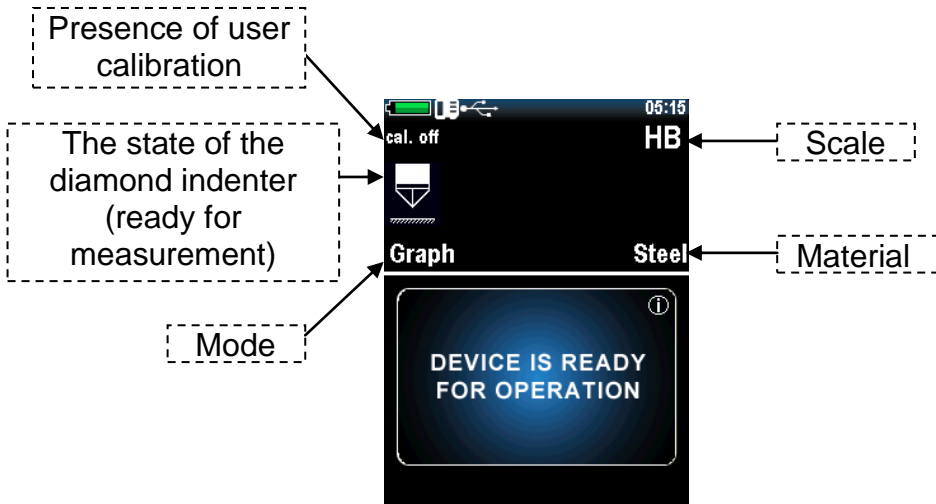 Presence of user
calibration
The state of the
diamond indenter
(ready for
measurement)
Mode
05:15
cal. off
HB
Graph
Steel
DEVICE IS READY
FOR OPERATION
Scale
Material